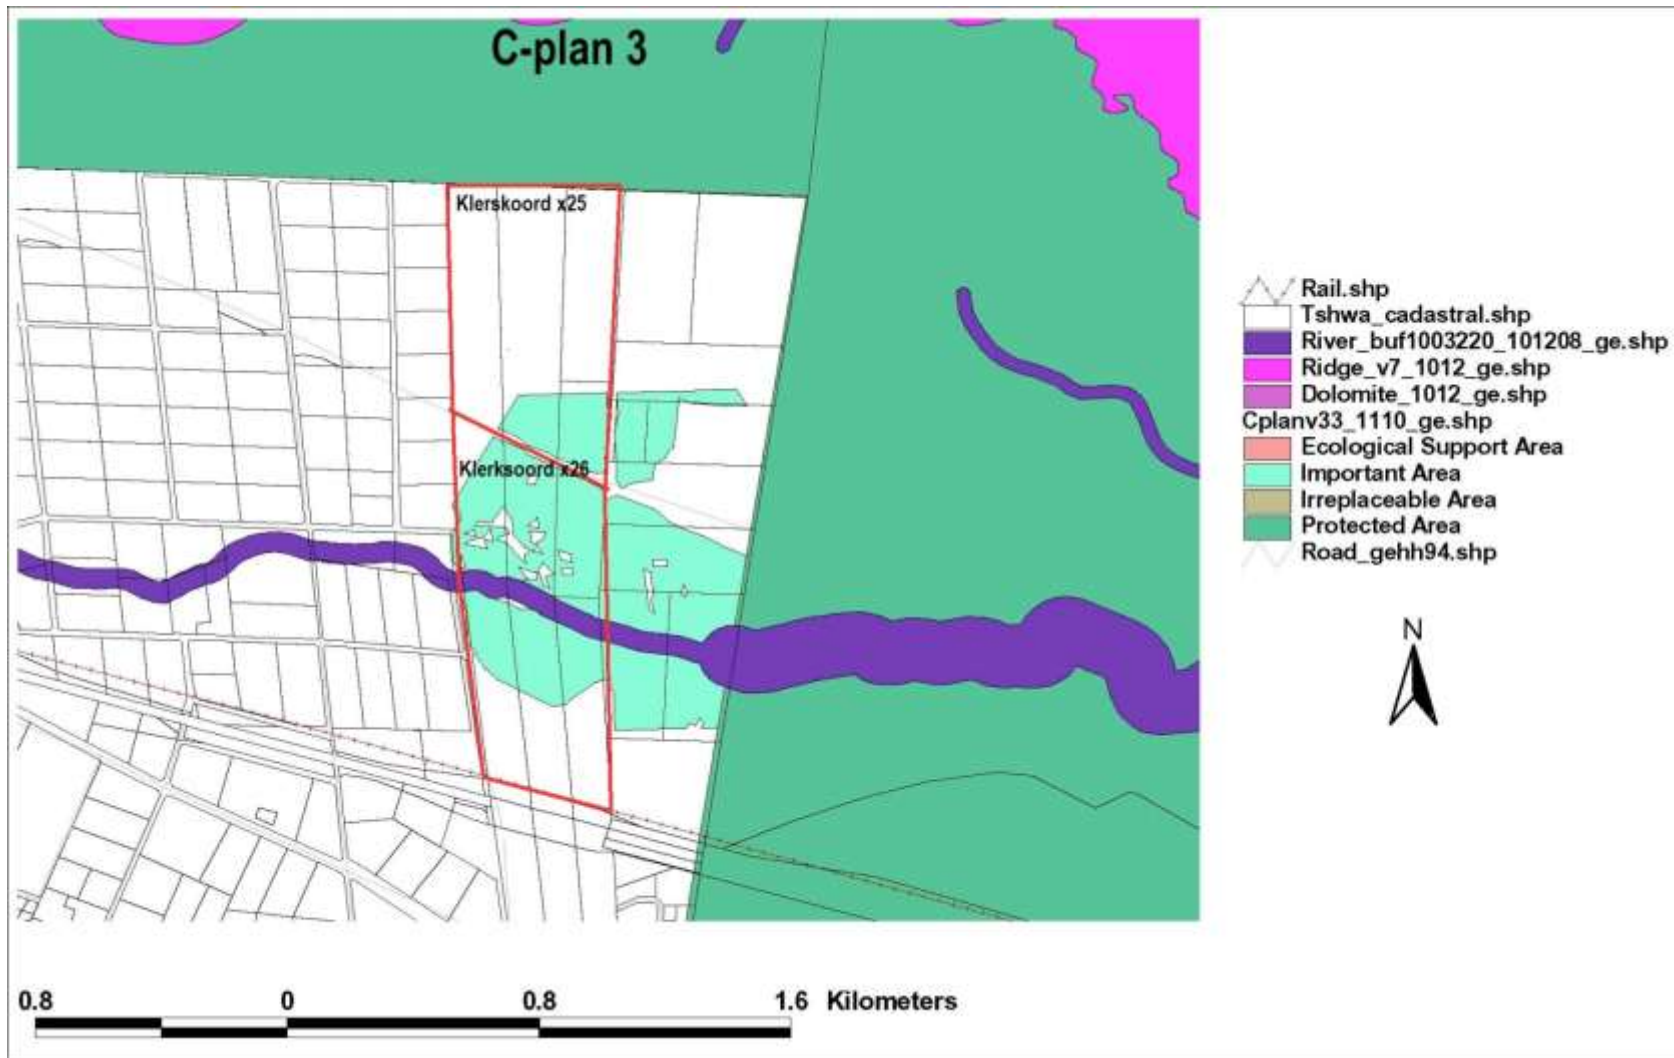 C-plan 3
Klerskoord x25
Klerksoord x26
Rail.shp
Tshwa_cadastral.shp
River_buf1003220_101208_ge.shp
Ridge_v7_1012_ge.shp
Dolomite_1012_ge.shp
Cplanv33_1110_ge.shp
Ecological Support Area
Important Area
Irreplaceable Area
Protected Area
Road_gehh94.shp
N
0.8 0 0.8 1.6 Kilometers